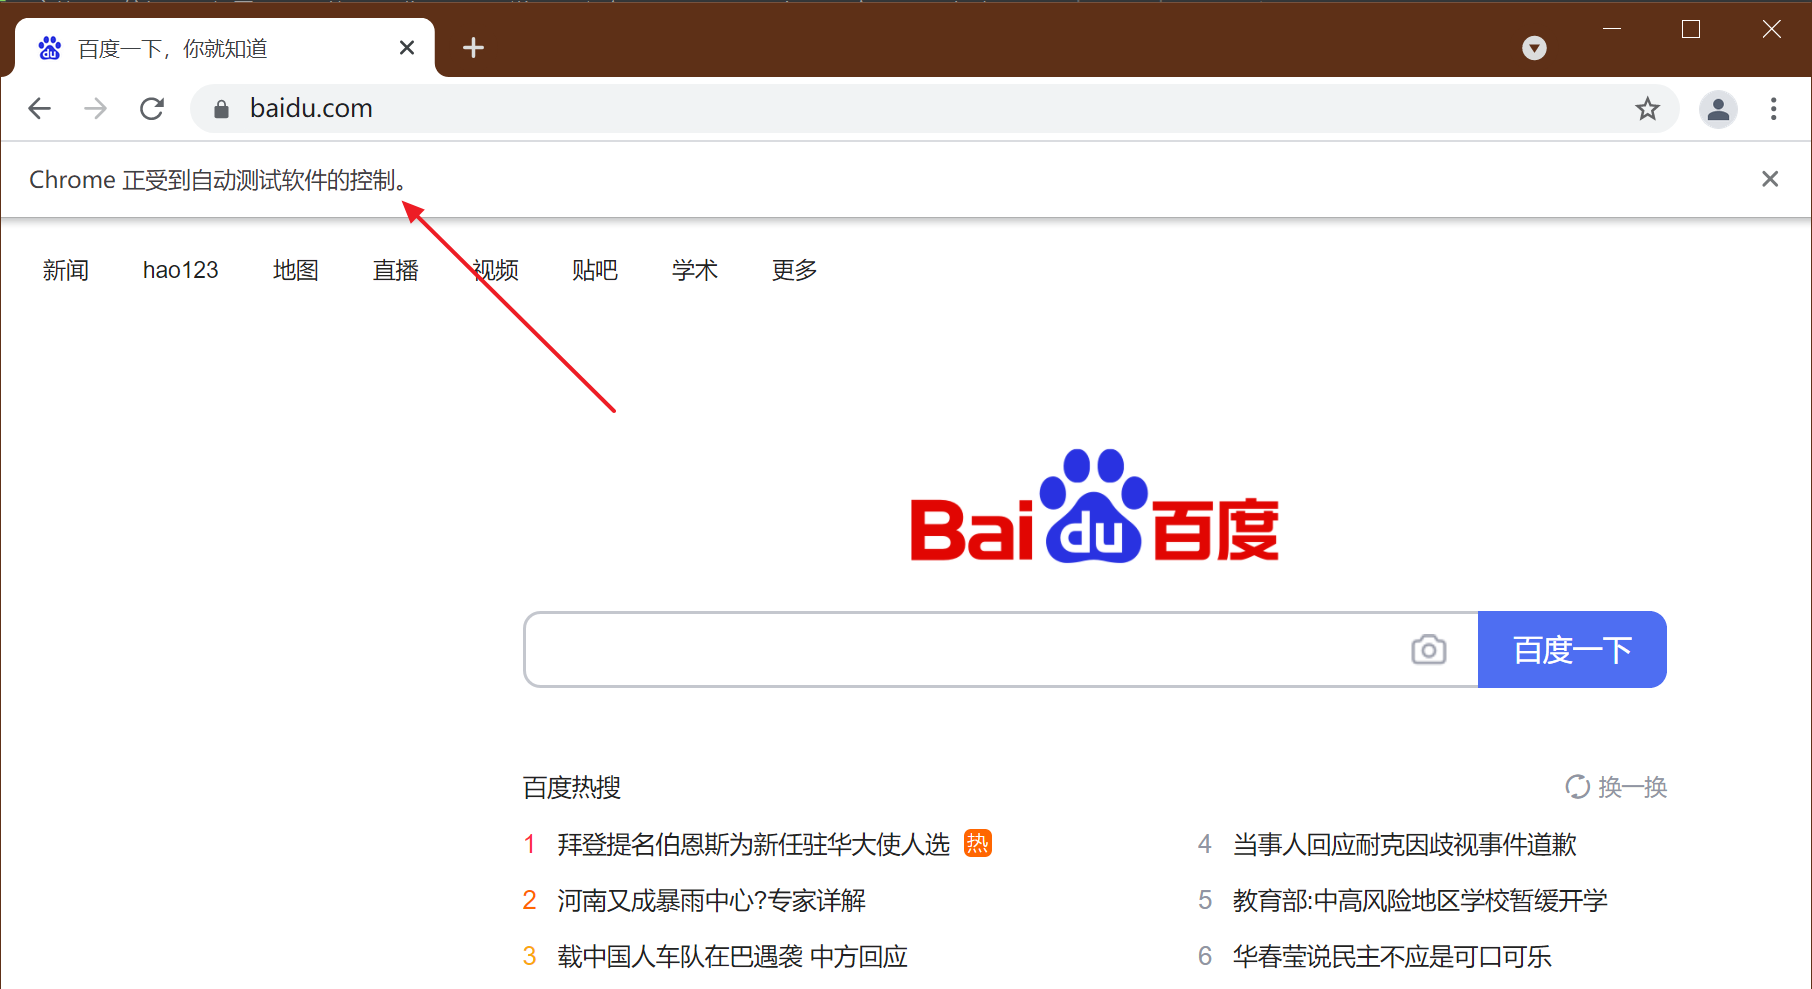 百度一下，你就知道
baidu.com
Chrome 正受到自动测试软件的控制。
新闻 hao123 地图 直播 视频 贴吧 学术 更多
Bai du 百度
百度一下
百度热搜 换一换
1 拜登提名伯恩斯为新任驻华大使人选 热
4 当事人回应耐克因歧视事件道歉
2 河南又成暴雨中心?专家详解
5 教育部:中高风险地区学校暂缓开学
3 载中国人车队在巴遇袭 中方回应
6 华春莹说民主不应是可口可乐